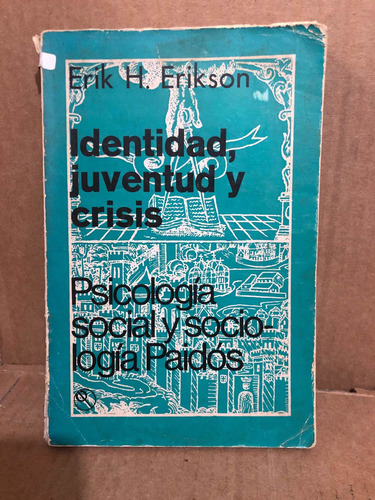 Erik H. Erikson
Identidad,
juventud y
crisis
Psicología
social y socio-
logía Paidós